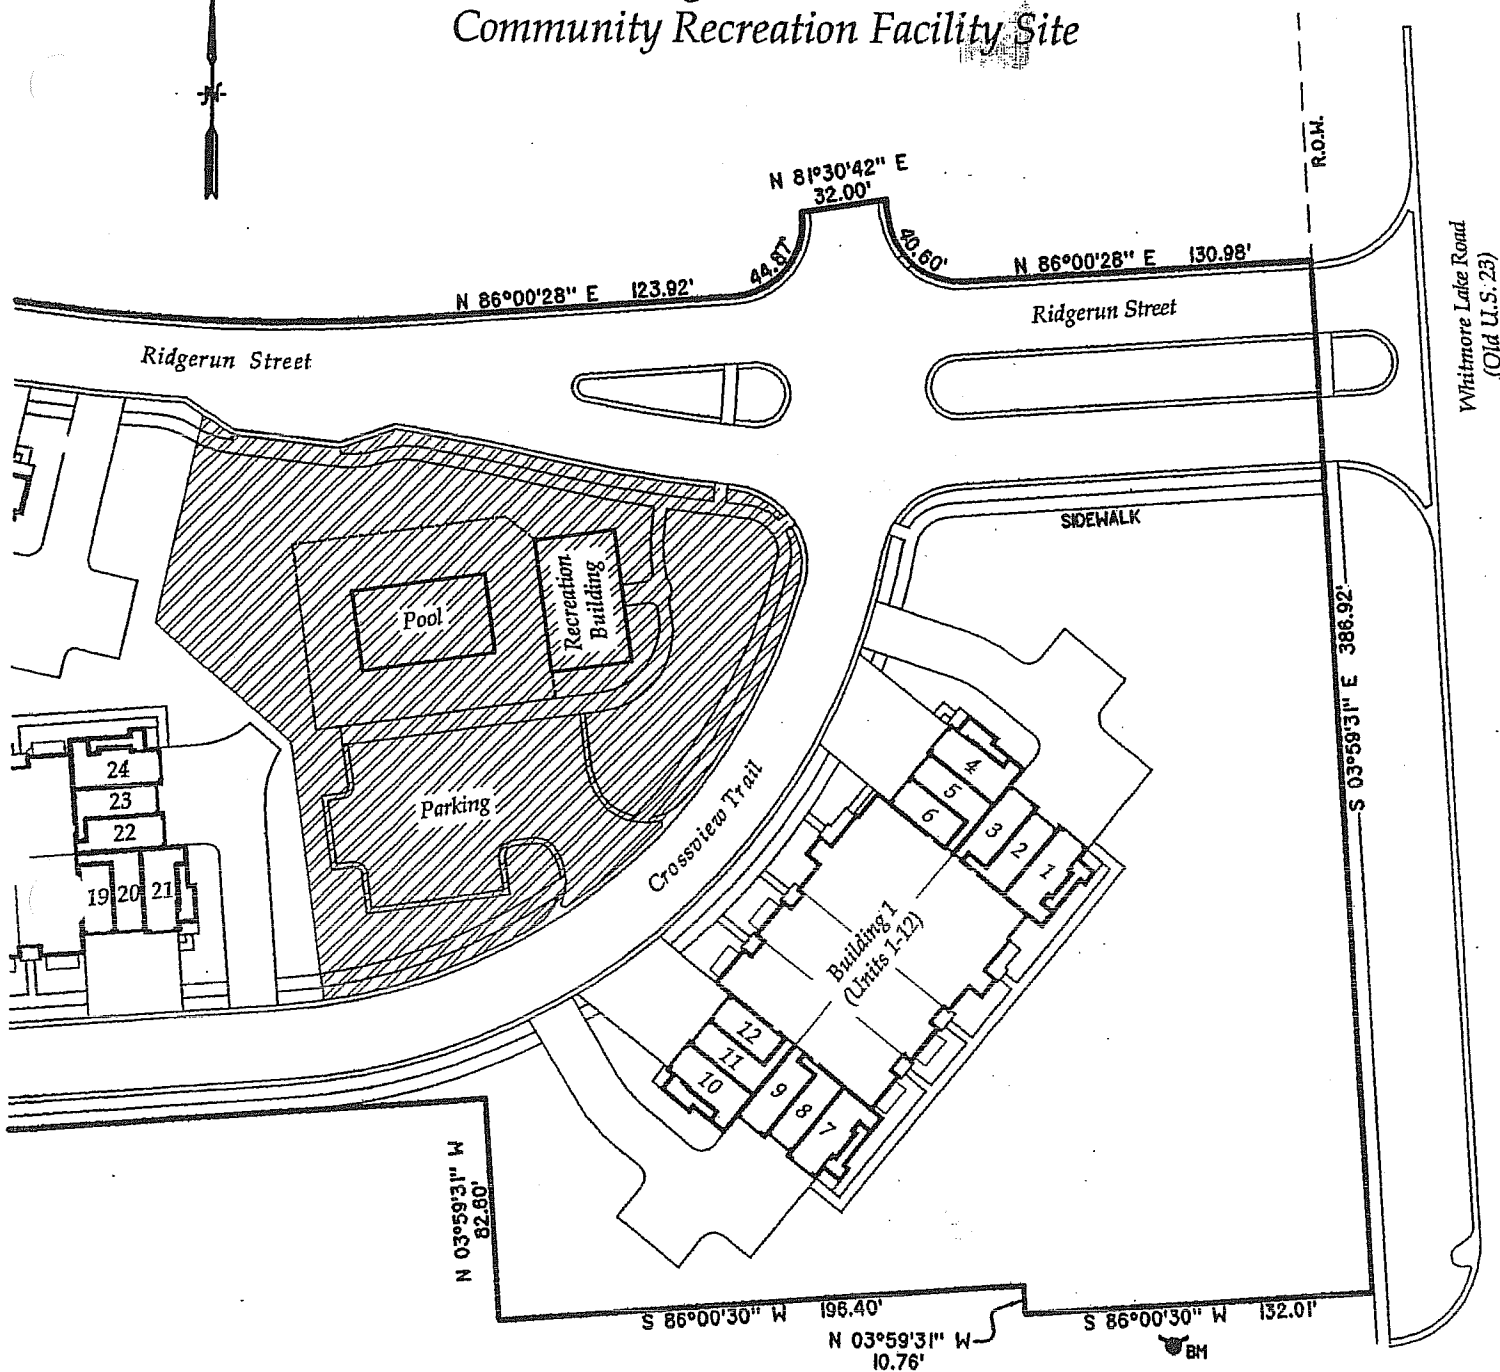 Community Recreation Facility Site
N
R.O.W.
N 81°30'42" E
32.00'
44.87'
40.60'
N 86°00'28" E 130.98'
N 86°00'28" E 123.92'
Whitmore Lake Road
(Old U.S. 23)
Ridgerun Street
Ridgerun Street
SIDEWALK
Recreation
Building
Pool
S 03°59'31" E 386.92'
Parking
Crossview Trail
24
23
22
19
20
21
4
5
6
3
2
1
Building 1
(Units 1-12)
12
11
10
9
8
7
N 03°59'31" W
82.60'
S 86°00'30" W 196.40'
N 03°59'31" W
10.76'
S 86°00'30" W 132.01'
BM